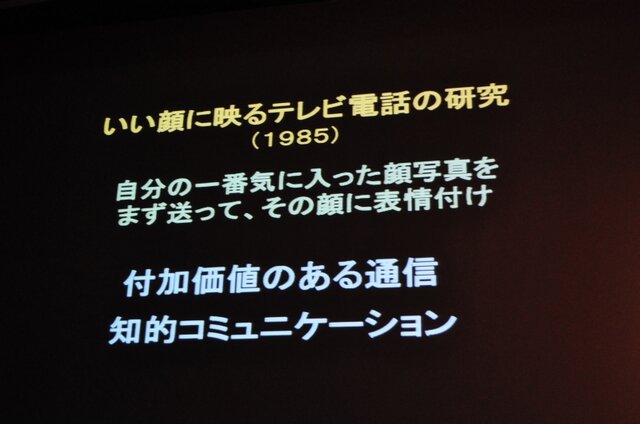 いい顔に映るテレビ電話の研究
（1985）
自分の一番気に入った顔写真を
まず送って、その顔に表情付け
付加価値のある通信
知的コミュニケーション